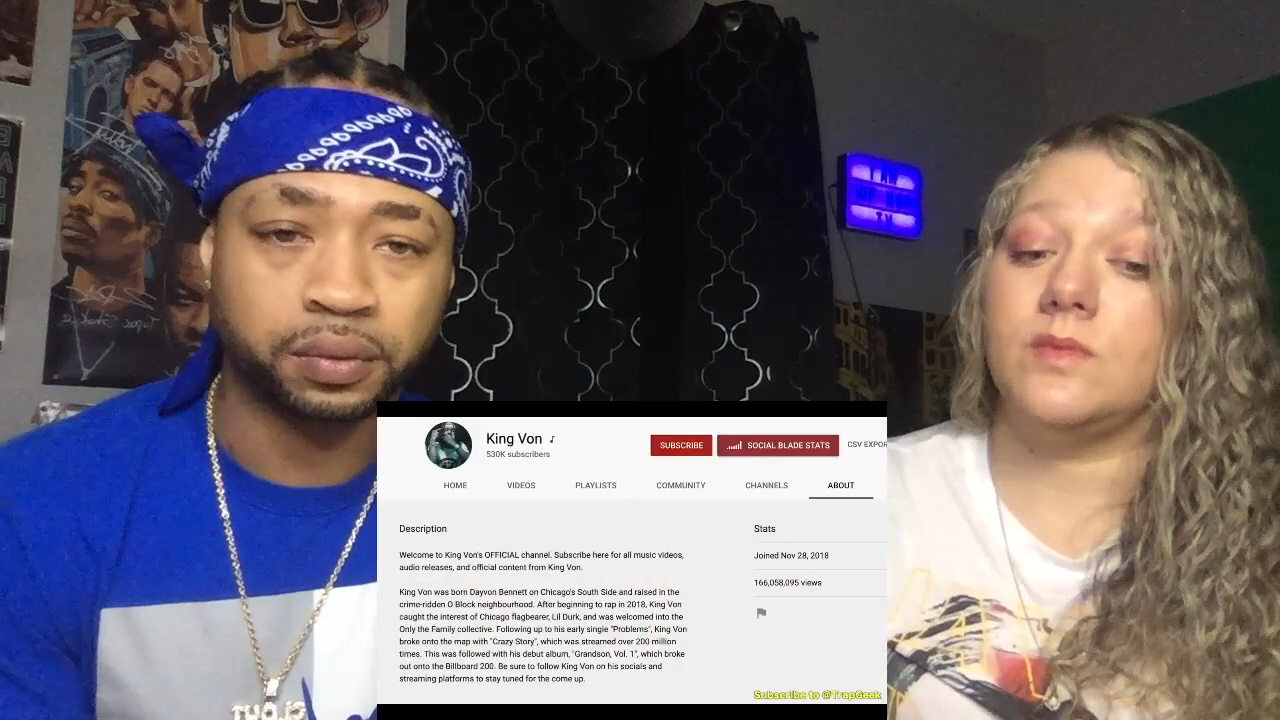 King Von
530K subscribers
SUBSCRIBE
SOCIAL BLADE STATS
CSV EXPOR
HOME VIDEOS PLAYLISTS COMMUNITY CHANNELS ABOUT
Description
Welcome to King Von's OFFICIAL channel. Subscribe here for all music videos,
audio releases, and official content from King Von.
King Von was born Dayvon Bennett on Chicago's South Side and raised in the
crime-ridden O Block neighbourhood. After beginning to rap in 2018, King Von
caught the interest of Chicago flagbearer, Lil Durk, and was welcomed into the
Only the Family collective. Following up to his early single "Problems", King Von
broke onto the map with "Crazy Story", which was streamed over 200 million
times. This was followed with his debut album, "Grandson, Vol. 1", which broke
out onto the Billboard 200. Be sure to follow King Von on his socials and
streaming platforms to stay tuned for the come up.
Stats
Joined Nov 28, 2018
166,058,095 views
Subscribe to @TrapGeek